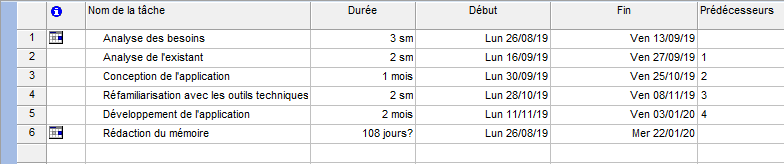 Nom de la tâche Durée Début Fin Prédécesseurs
1 Analyse des besoins 3 sm Lun 26/08/19 Ven 13/09/19
2 Analyse de l'existant 2 sm Lun 16/09/19 Ven 27/09/19 1
3 Conception de l'application 1 mois Lun 30/09/19 Ven 25/10/19 2
4 Réfamiliarisation avec les outils techniques 2 sm Lun 28/10/19 Ven 08/11/19 3
5 Développement de l'application 2 mois Lun 11/11/19 Ven 03/01/20 4
6 Rédaction du mémoire 108 jours? Lun 26/08/19 Mer 22/01/20